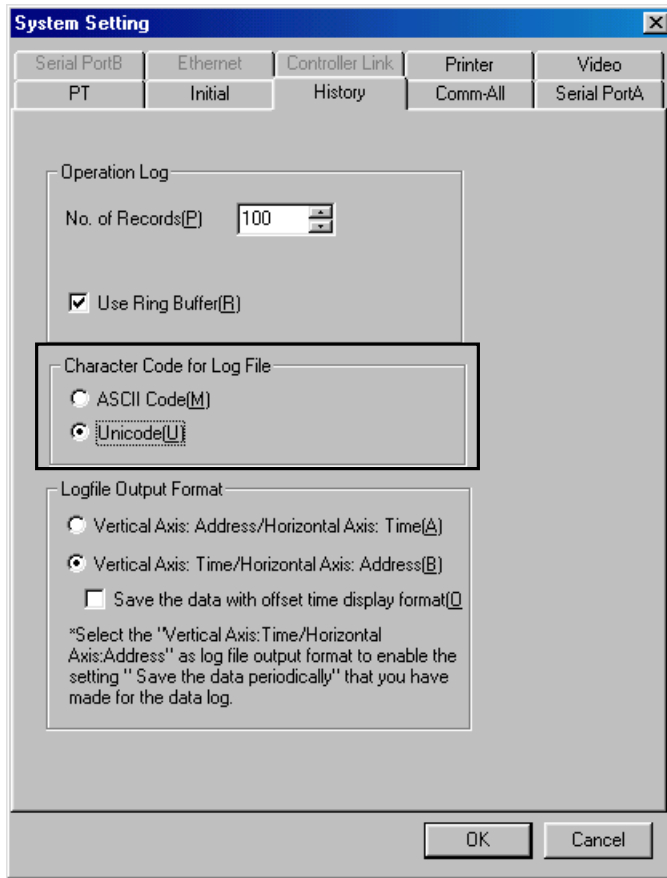 System Setting
Serial PortB Ethernet Controller Link Printer Video
PT Initial History Comm-All Serial PortA
Operation Log
No. of Records(P) 100
Use Ring Buffer(R)
Character Code for Log File
ASCII Code(M)
Unicode(U)
Logfile Output Format
Vertical Axis: Address/Horizontal Axis: Time(A)
Vertical Axis: Time/Horizontal Axis: Address(B)
Save the data with offset time display format(O
*Select the "Vertical Axis:Time/Horizontal
Axis:Address" as log file output format to enable the
setting " Save the data periodically" that you have
made for the data log.
OK Cancel